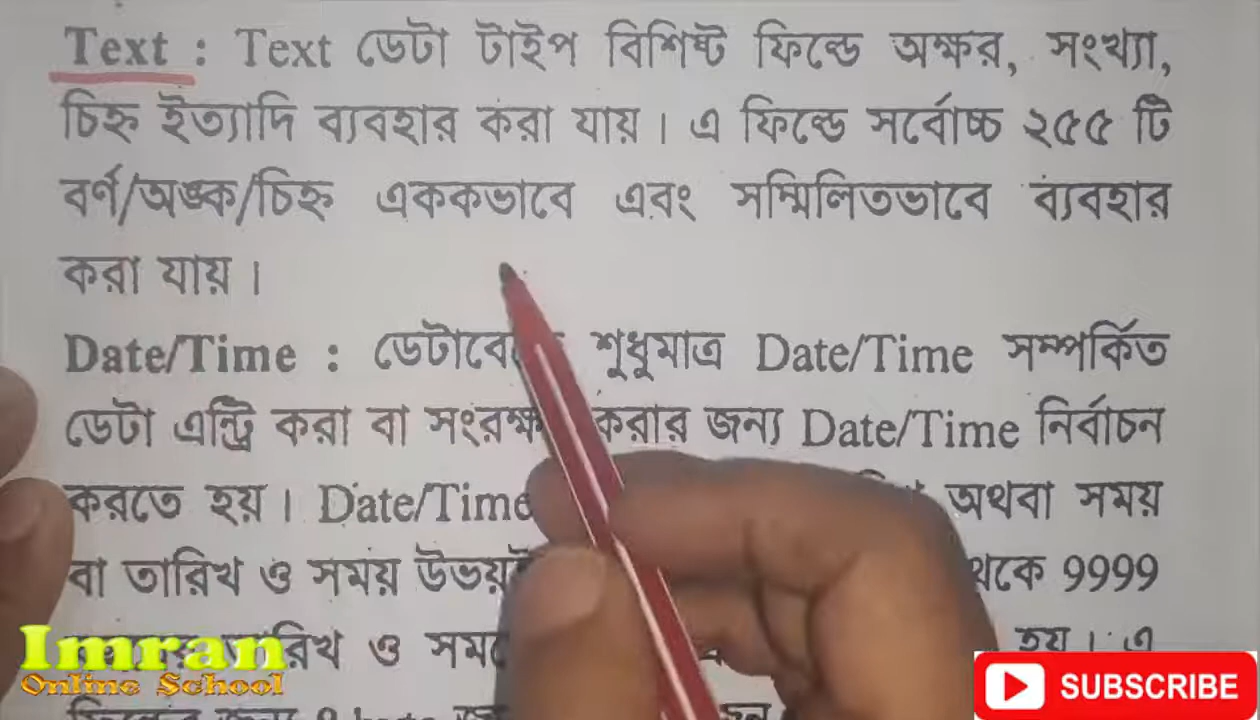 Text : Text ডেটা টাইপ বিশিষ্ট ফিল্ডে অক্ষর, সংখ্যা,
চিহ্ন ইত্যাদি ব্যবহার করা যায়। এ ফিল্ডে সর্বোচ্চ ২৫৫ টি
বর্ণ/অঙ্ক/চিহ্ন এককভাবে এবং সম্মিলিতভাবে ব্যবহার
করা যায়।
Date/Time : শুধুমাত্র Date/Time সম্পর্কিত
ডেটা এন্ট্রি করা বা করার জন্য Date/Time নির্বাচন
করতে হয়। Date/Time অথবা সময়
বা তারিখ ও সময় 9999
ও হয়। এ
Imran
Online School
SUBSCRIBE